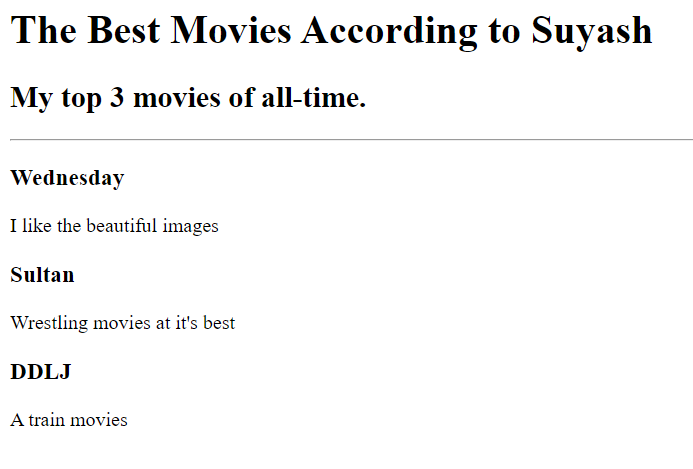 The Best Movies According to Suyash
My top 3 movies of all-time.
Wednesday
I like the beautiful images
Sultan
Wrestling movies at it's best
DDLJ
A train movies